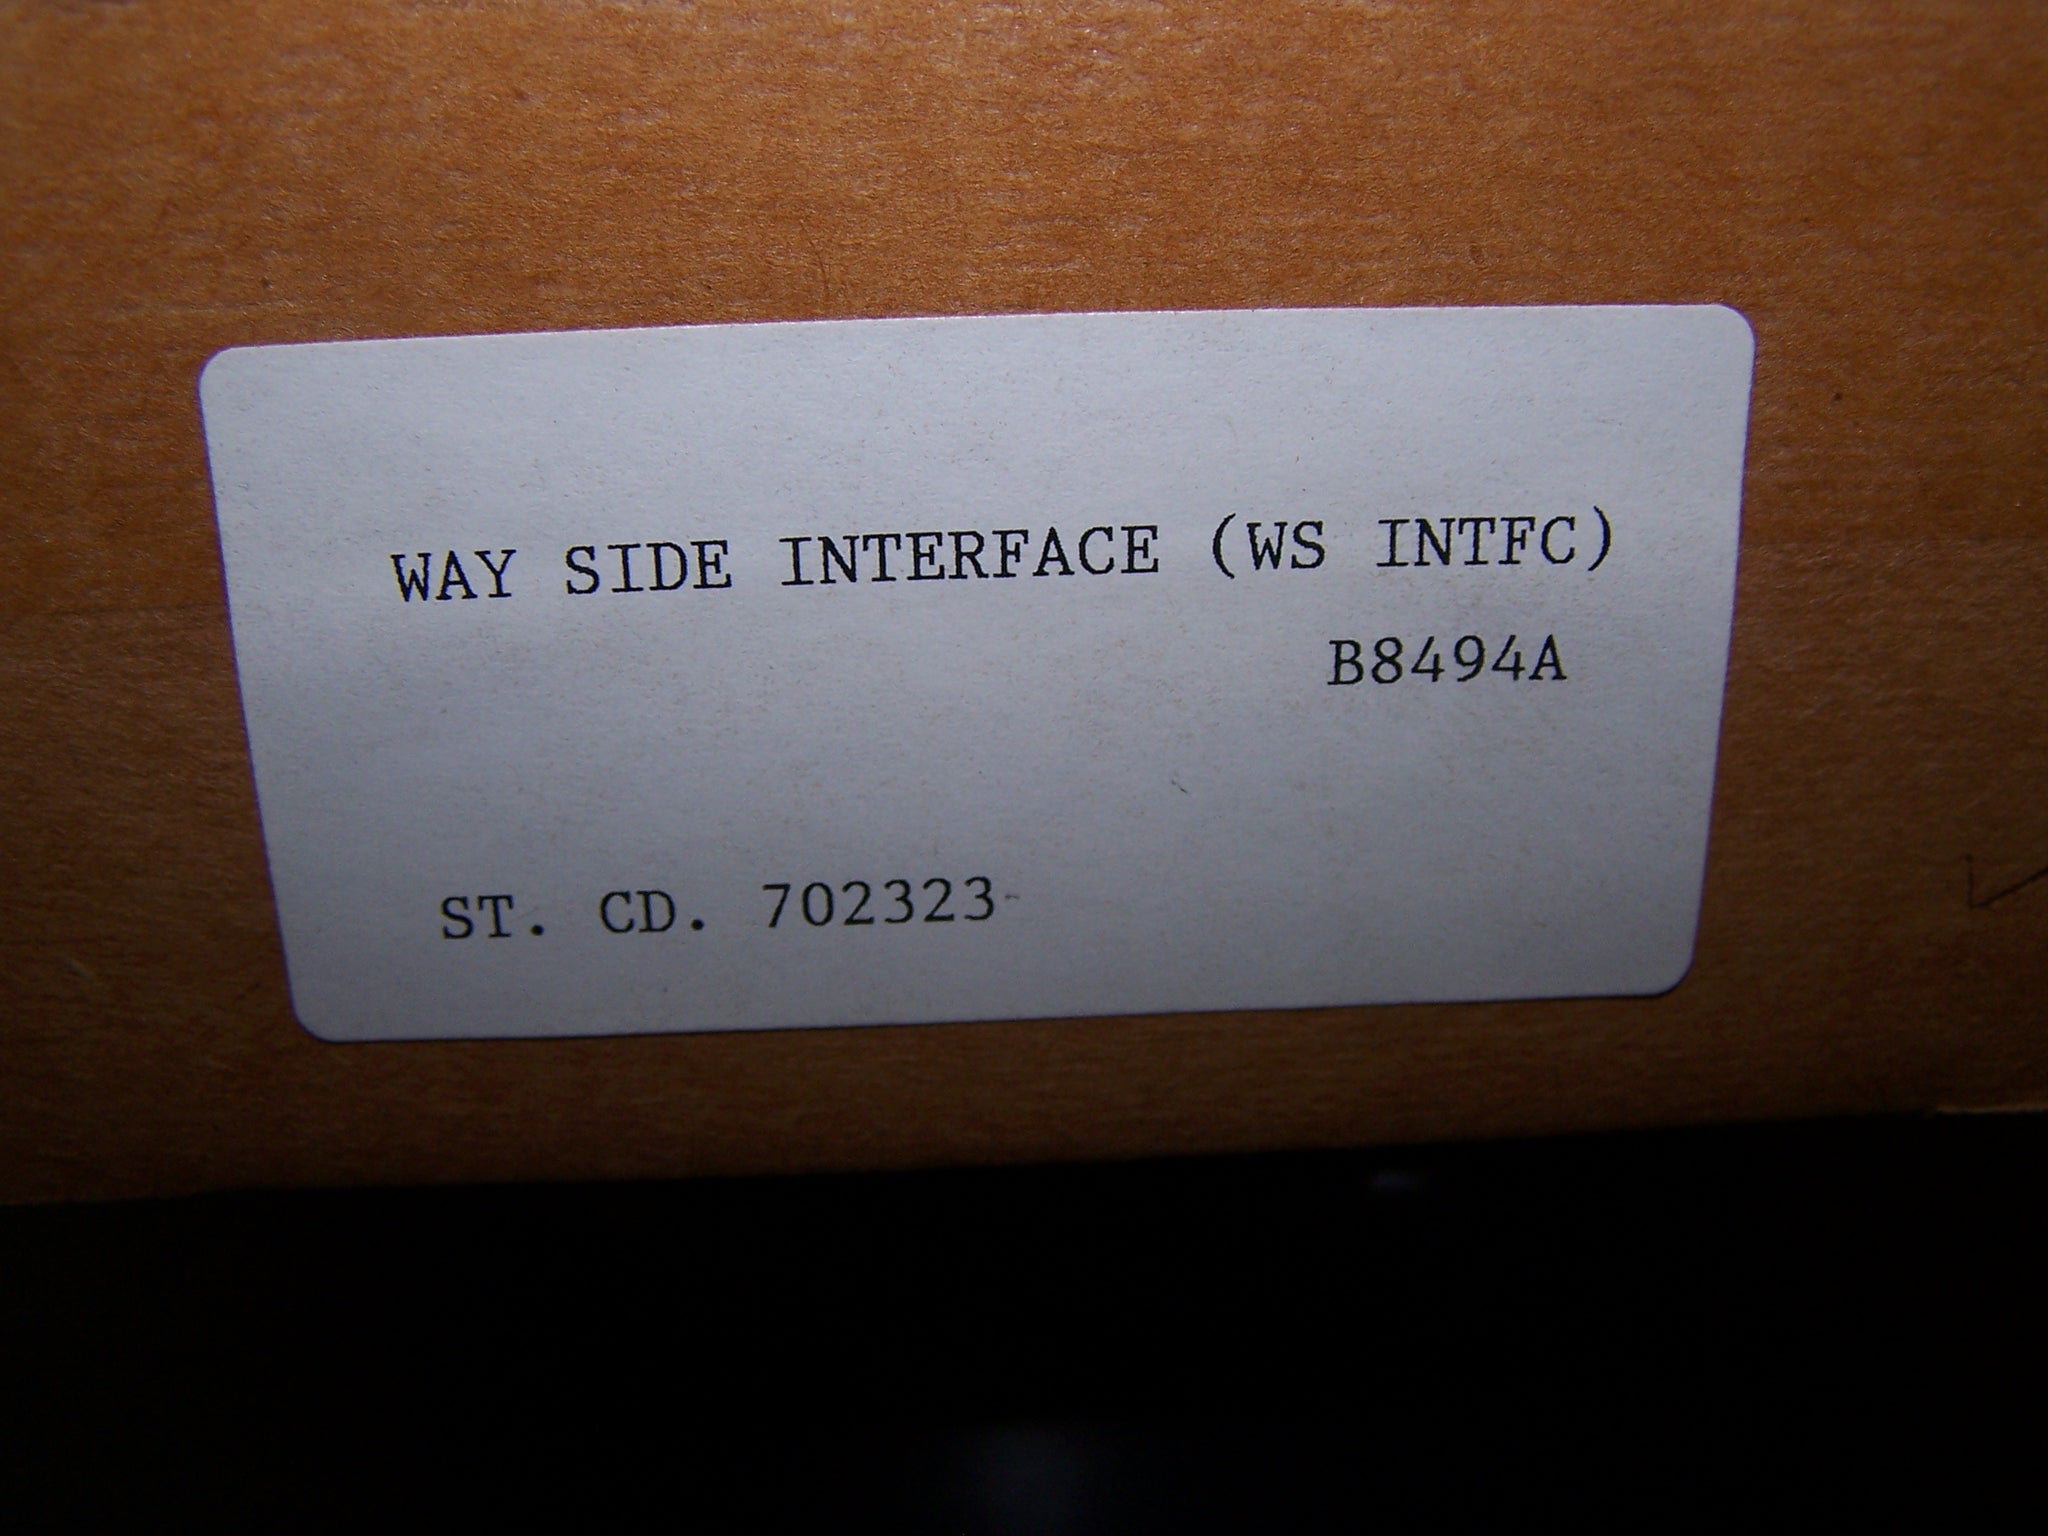 WAY SIDE INTERFACE (WS INTFC)
B8494A
ST. CD. 702323